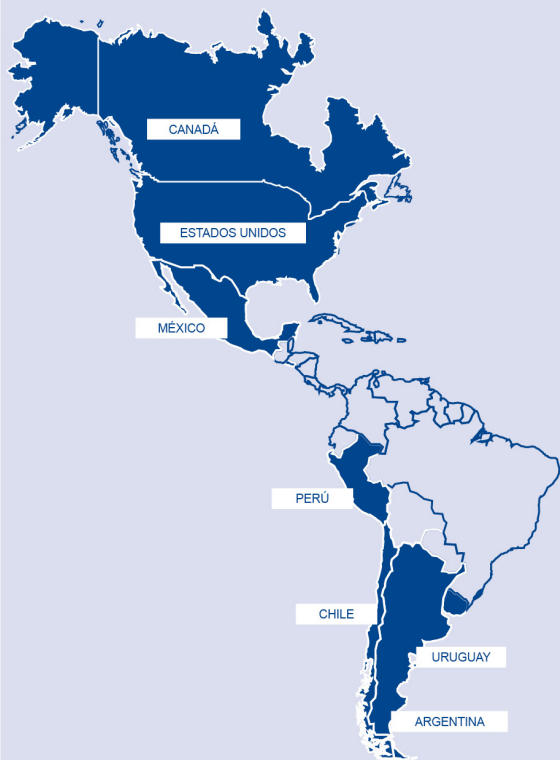 CANADÁ
ESTADOS UNIDOS
MÉXICO
PERÚ
CHILE
URUGUAY
ARGENTINA